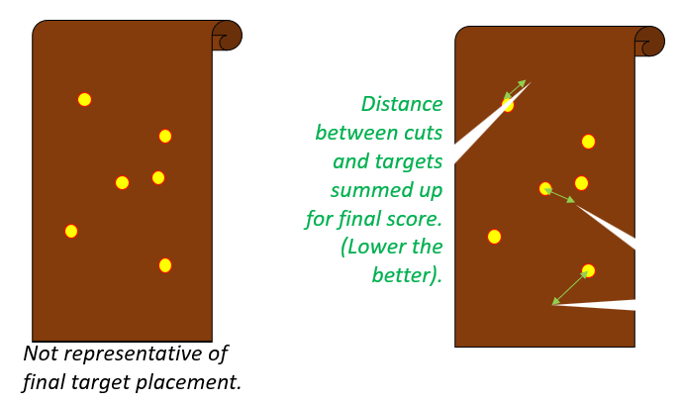 Distance
between cuts
and targets
summed up
for final score.
(Lower the
better).
Not representative of
final target placement.